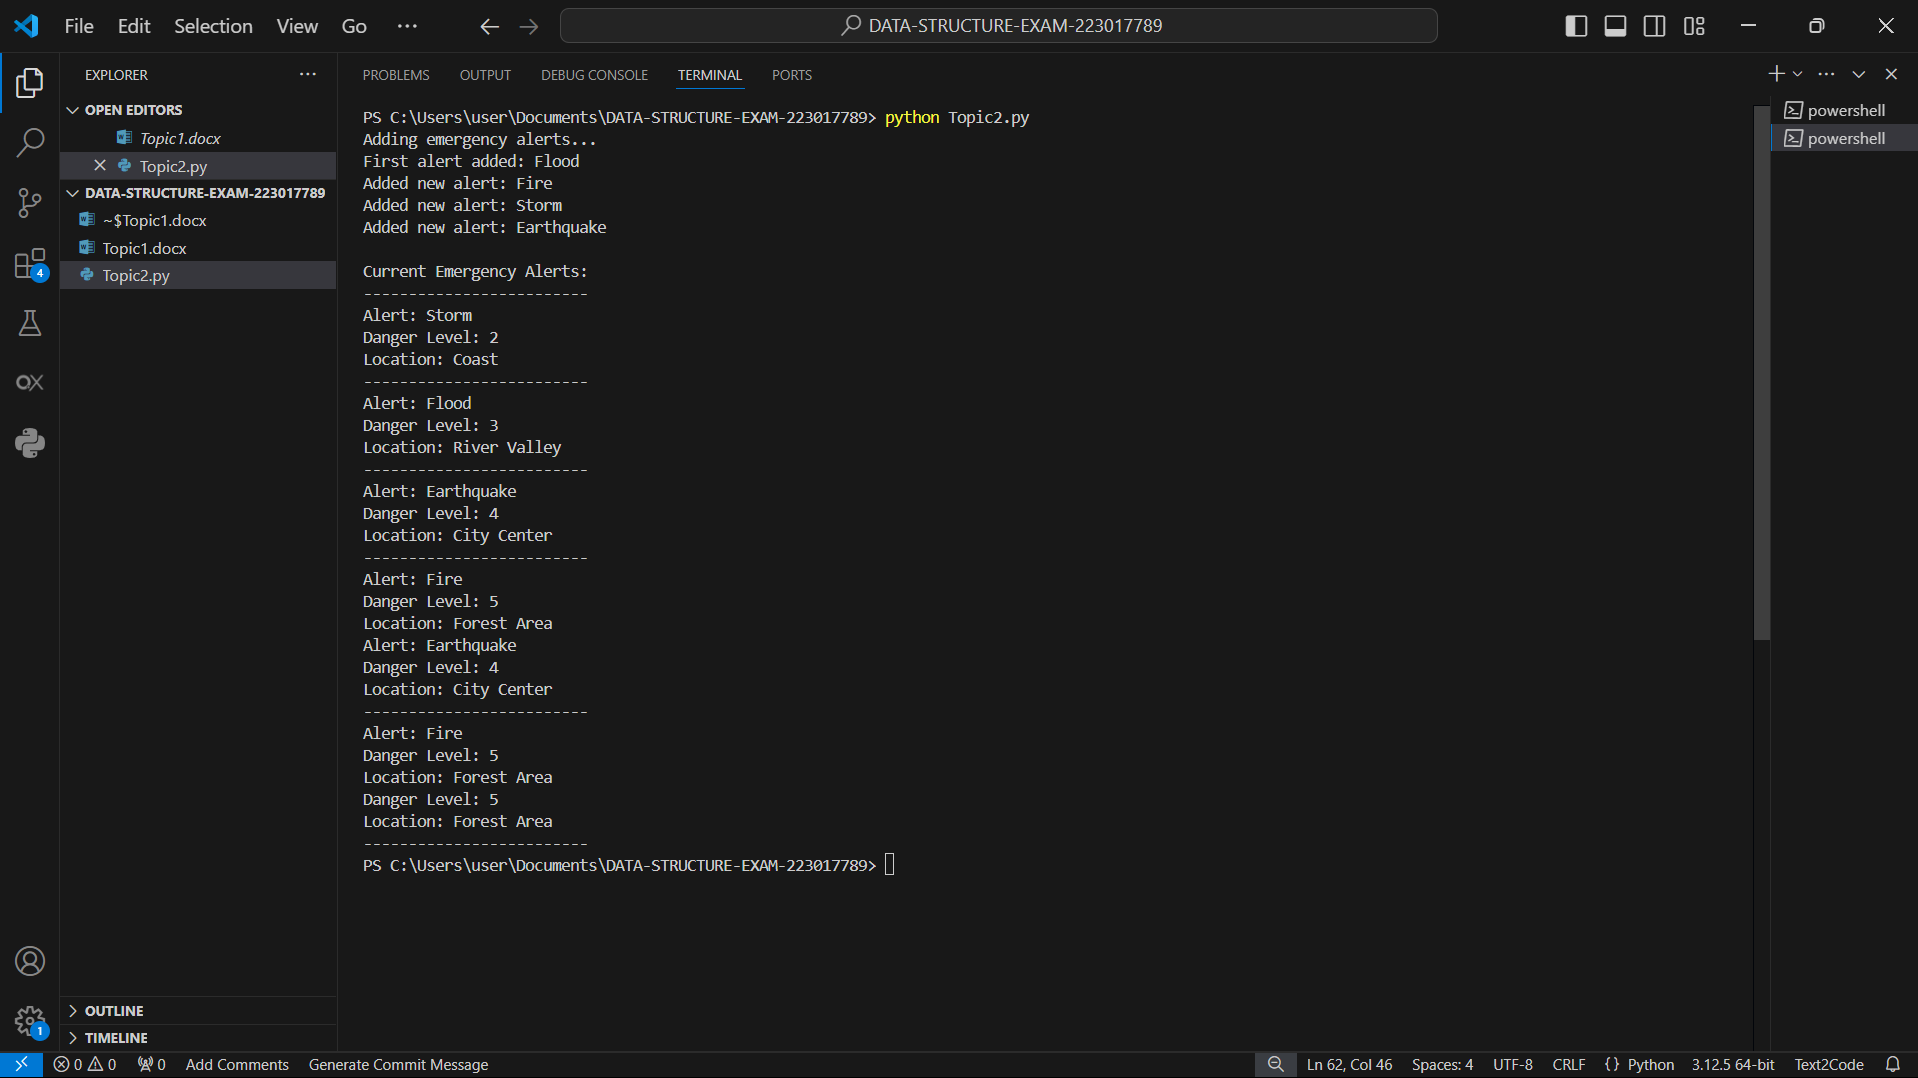 File Edit Selection View Go ···
DATA-STRUCTURE-EXAM-223017789
EXPLORER ···
OPEN EDITORS
Topic1.docx
Topic2.py
DATA-STRUCTURE-EXAM-223017789
~$Topic1.docx
Topic1.docx
Topic2.py
OUTLINE
TIMELINE
4
1
PROBLEMS OUTPUT DEBUG CONSOLE TERMINAL PORTS
powershell
powershell
PS C:\Users\user\Documents\DATA-STRUCTURE-EXAM-223017789> python Topic2.py
Adding emergency alerts...
First alert added: Flood
Added new alert: Fire
Added new alert: Storm
Added new alert: Earthquake
Current Emergency Alerts:
-------------------------
Alert: Storm
Danger Level: 2
Location: Coast
-------------------------
Alert: Flood
Danger Level: 3
Location: River Valley
-------------------------
Alert: Earthquake
Danger Level: 4
Location: City Center
-------------------------
Alert: Fire
Danger Level: 5
Location: Forest Area
Alert: Earthquake
Danger Level: 4
Location: City Center
-------------------------
Alert: Fire
Danger Level: 5
Location: Forest Area
Danger Level: 5
Location: Forest Area
-------------------------
PS C:\Users\user\Documents\DATA-STRUCTURE-EXAM-223017789>
0 0 0 Add Comments Generate Commit Message Ln 62, Col 46 Spaces: 4 UTF-8 CRLF {} Python 3.12.5 64-bit Text2Code